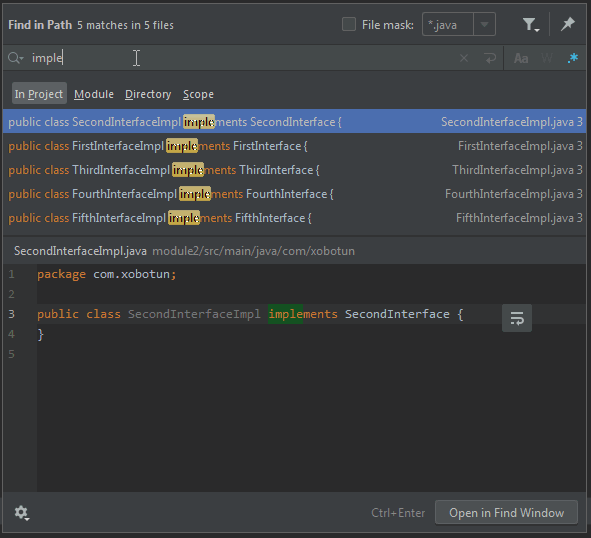 Find in Path 5 matches in 5 files File mask: *.java
imple Aa W .*
In Project Module Directory Scope
public class SecondInterfaceImpl implements SecondInterface { SecondInterfaceImpl.java 3
public class FirstInterfaceImpl implements FirstInterface { FirstInterfaceImpl.java 3
public class ThirdInterfaceImpl implements ThirdInterface { ThirdInterfaceImpl.java 3
public class FourthInterfaceImpl implements FourthInterface { FourthInterfaceImpl.java 3
public class FifthInterfaceImpl implements FifthInterface { FifthInterfaceImpl.java 3
SecondInterfaceImpl.java module2/src/main/java/com/xobotun
1 package com.xobotun;
2
3 public class SecondInterfaceImpl implements SecondInterface {
4 }
5
Ctrl+Enter Open in Find Window